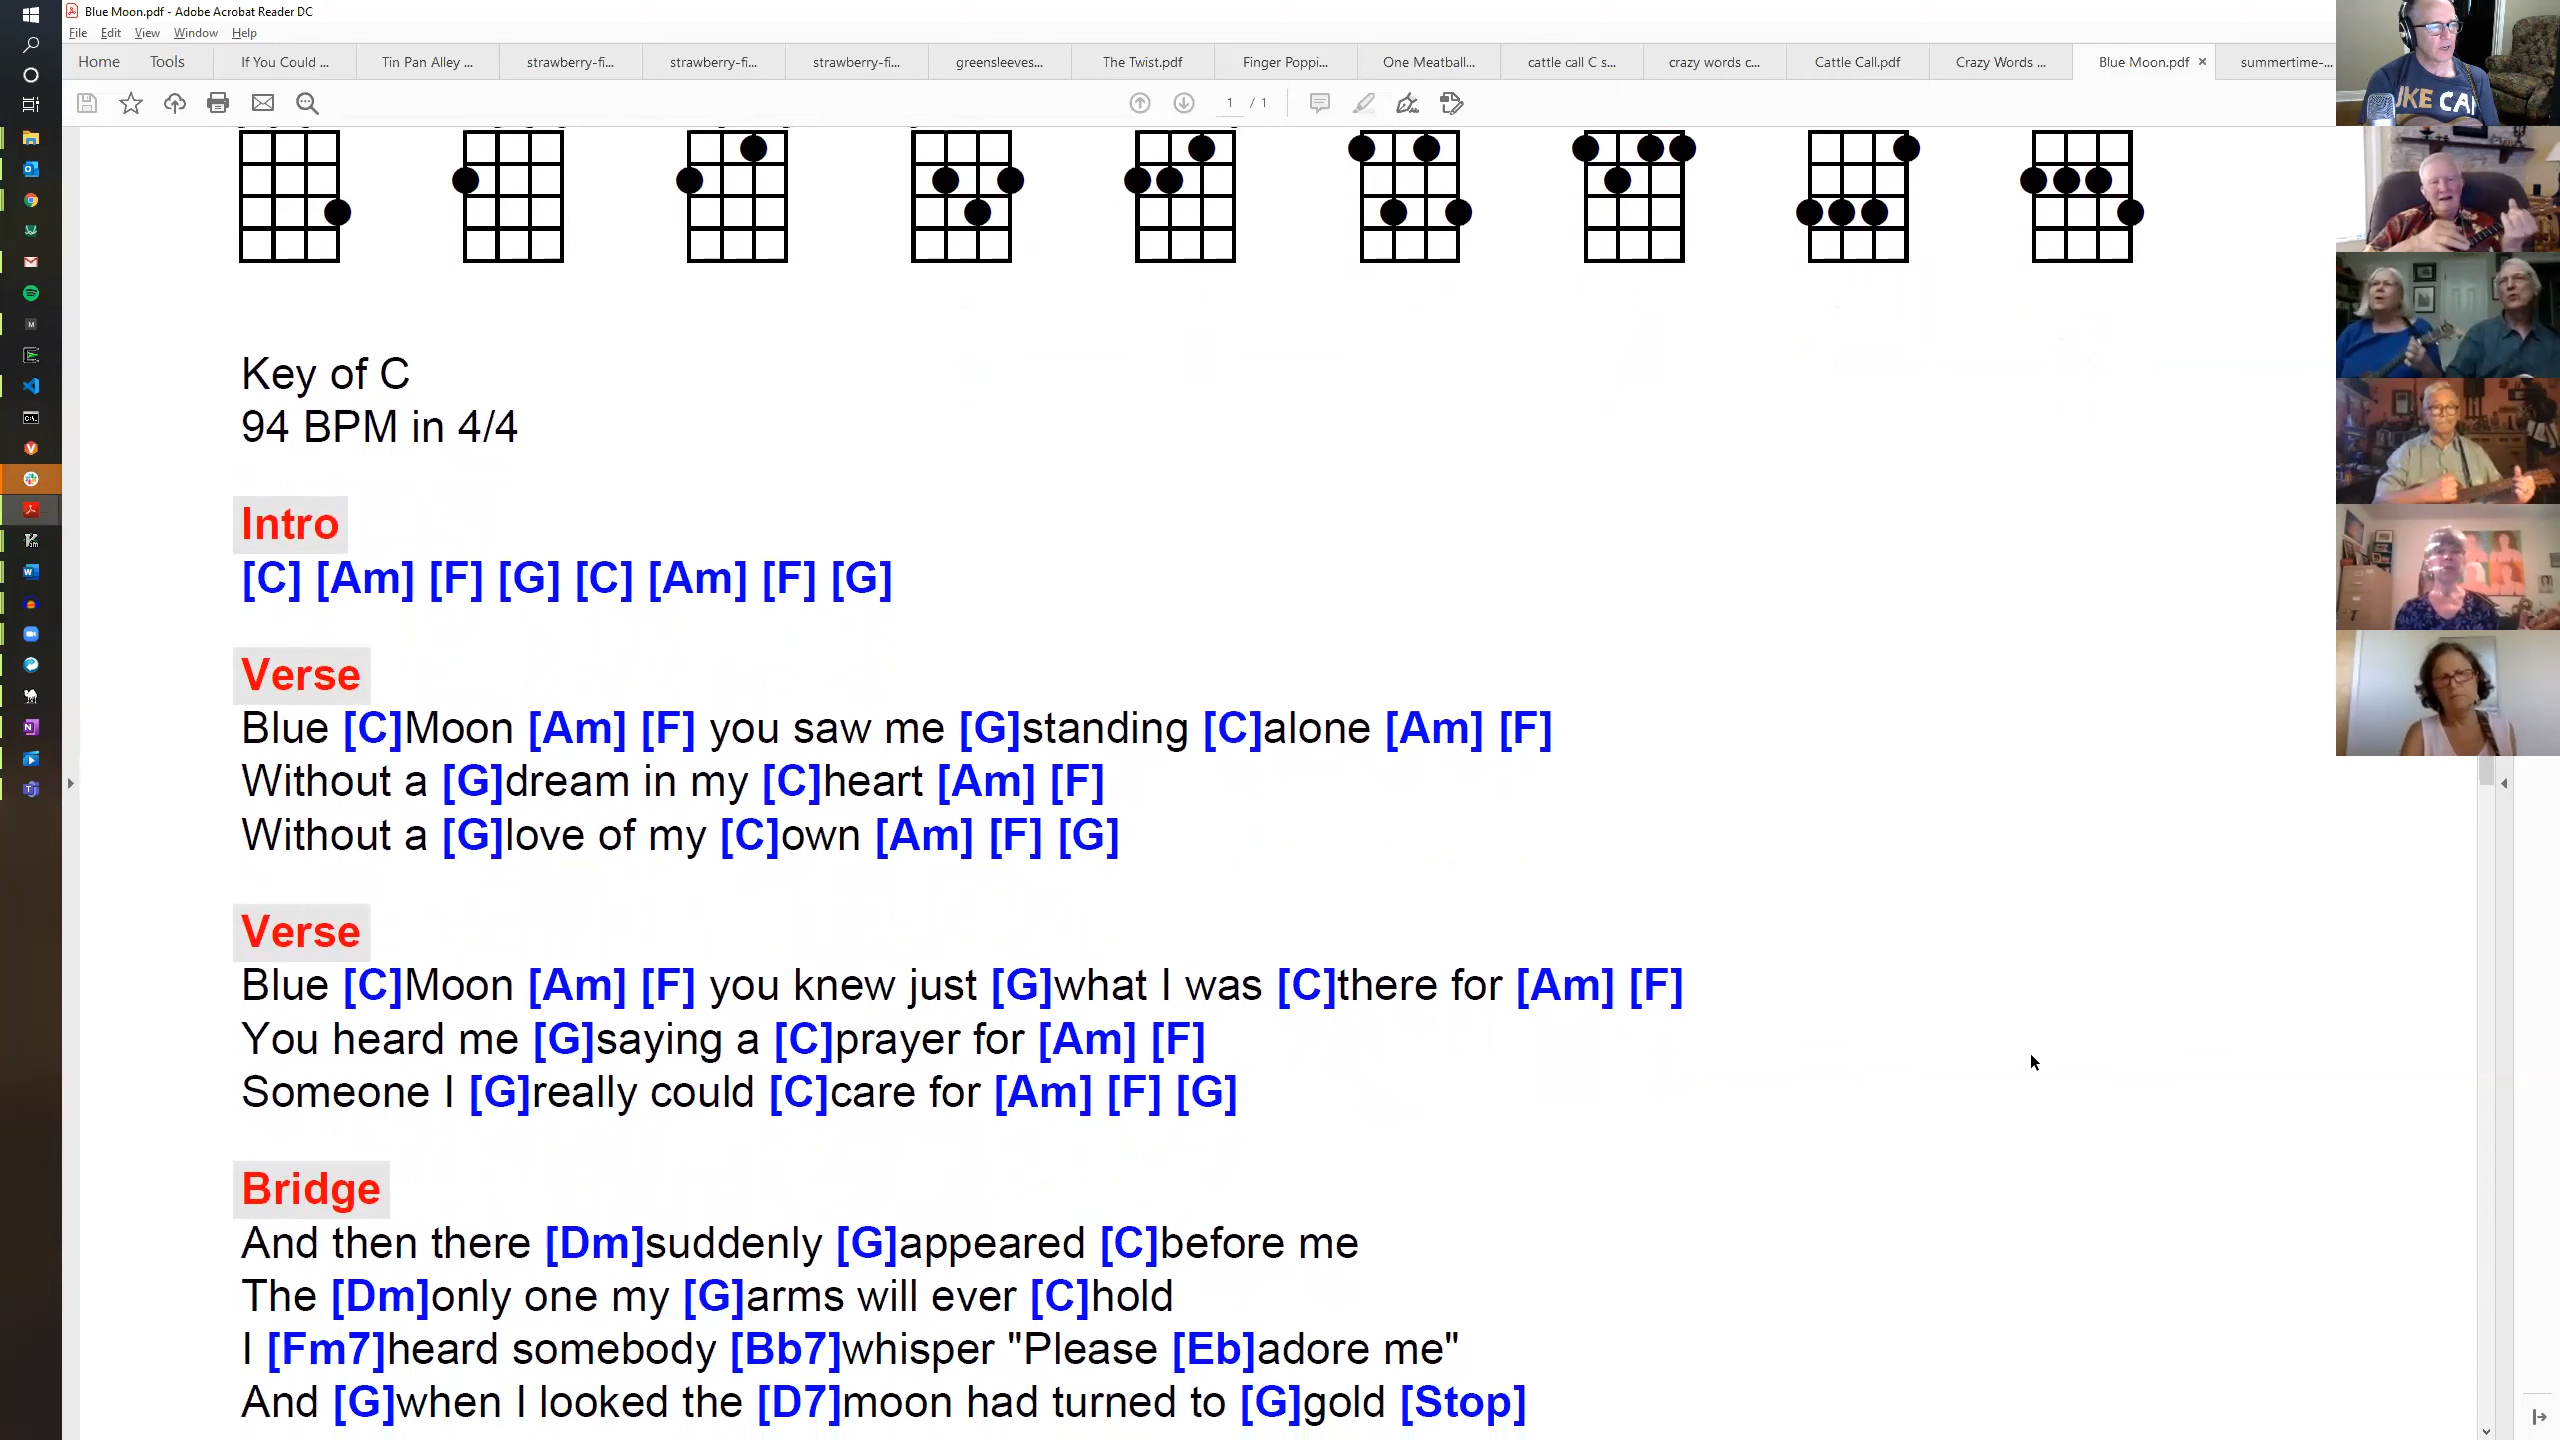 Blue Moon.pdf - Adobe Acrobat Reader DC
File Edit View Window Help
Home Tools If You Could ... Tin Pan Alley ... strawberry-fi... strawberry-fi... strawberry-fi... greensleeves... The Twist.pdf Finger Poppi... One Meatball... cattle call C s... crazy words c... Cattle Call.pdf Crazy Words ... Blue Moon.pdf × summertime-...
1 / 1
Key of C
94 BPM in 4/4
Intro
[C] [Am] [F] [G] [C] [Am] [F] [G]
Verse
Blue [C]Moon [Am] [F] you saw me [G]standing [C]alone [Am] [F]
Without a [G]dream in my [C]heart [Am] [F]
Without a [G]love of my [C]own [Am] [F] [G]
Verse
Blue [C]Moon [Am] [F] you knew just [G]what I was [C]there for [Am] [F]
You heard me [G]saying a [C]prayer for [Am] [F]
Someone I [G]really could [C]care for [Am] [F] [G]
Bridge
And then there [Dm]suddenly [G]appeared [C]before me
The [Dm]only one my [G]arms will ever [C]hold
I [Fm7]heard somebody [Bb7]whisper "Please [Eb]adore me"
And [G]when I looked the [D7]moon had turned to [G]gold [Stop]